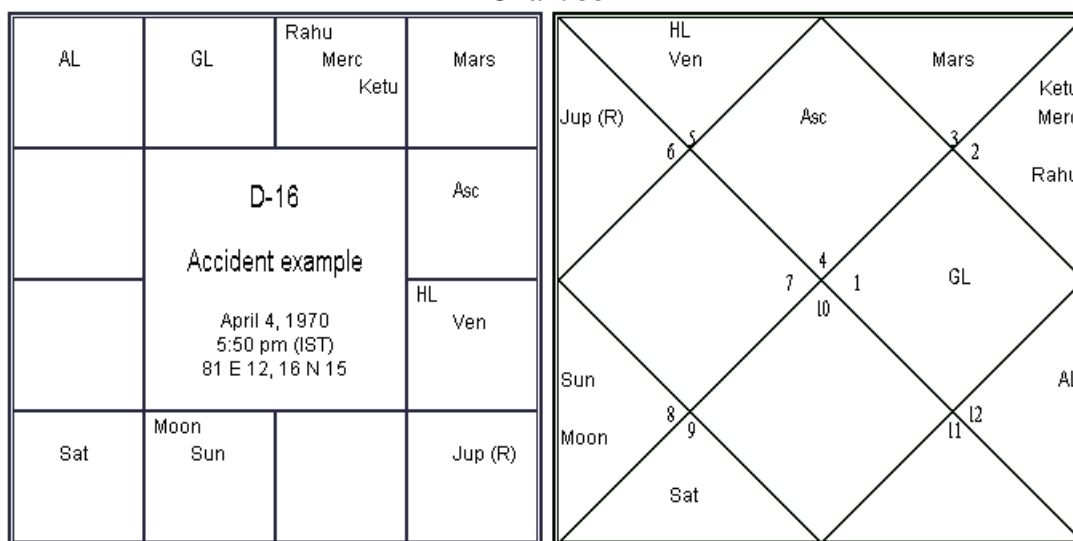 AL
GL
Rahu
Merc
Ketu
Mars
D-16
Accident example
April 4, 1970
5:50 pm (IST)
81 E 12, 16 N 15
Asc
HL
Ven
Sat
Moon
Sun
Jup (R)
HL
Ven
Mars
Ketu
Merc
Jup (R)
Asc
5
3
6
2
Rahu
4
7
1
GL
10
Sun
AL
8
12
9
11
Moon
Sat